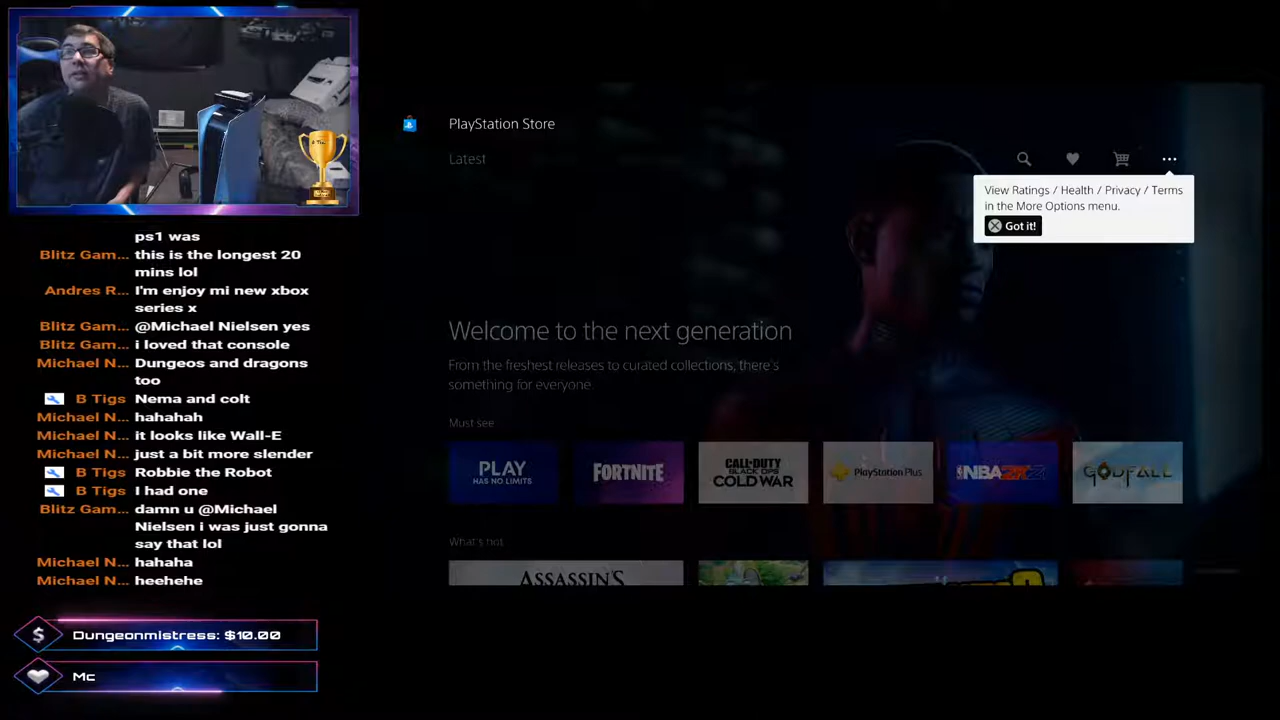 ps1 was
Blitz Gam... this is the longest 20
mins lol
Andres R... I'm enjoy mi new xbox
series x
Blitz Gam... @Michael Nielsen yes
Blitz Gam... i loved that console
Michael N... Dungeos and dragons
too
B Tigs Nema and colt
Michael N... hahahah
Michael N... it looks like Wall-E
Michael N... just a bit more slender
B Tigs Robbie the Robot
B Tigs I had one
Blitz Gam... damn u @Michael
Nielsen i was just gonna
say that lol
Michael N... hahaha
Michael N... heehehe
$ Dungeonmistress: $10.00
Mc
PlayStation Store
Latest
View Ratings / Health / Privacy / Terms
in the More Options menu.
Got it!
Welcome to the next generation
From the freshest releases to curated collections, there's
something for everyone.
Must see
PLAY
HAS NO LIMITS
FORTNITE
CALL OF DUTY
BLACK OPS
COLD WAR
PlayStation Plus
NBA 2K21
GODFALL
What's hot
ASSASSIN'S